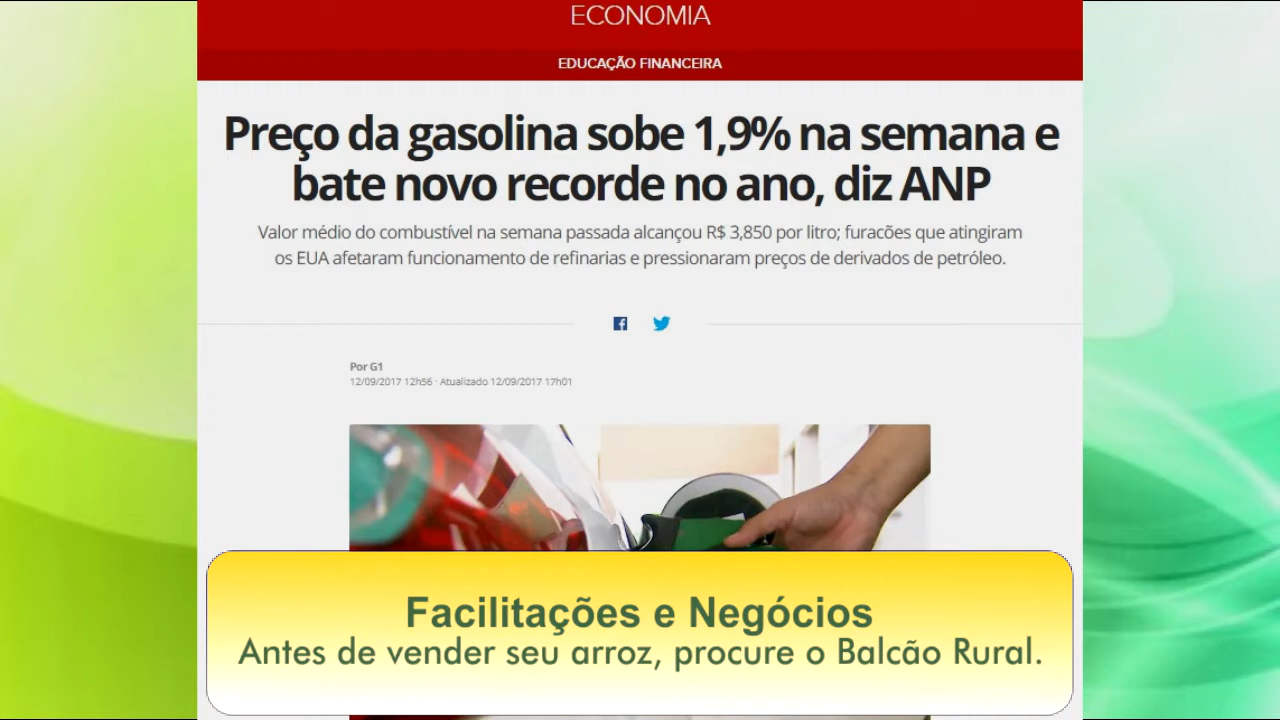 ECONOMIA
EDUCAÇÃO FINANCEIRA
Preço da gasolina sobe 1,9% na semana e
bate novo recorde no ano, diz ANP
Valor médio do combustível na semana passada alcançou R$ 3,850 por litro; furacões que atingiram
os EUA afetaram funcionamento de refinarias e pressionaram preços de derivados de petróleo.
Por G1
12/09/2017 12h56 · Atualizado 12/09/2017 17h01
Facilitações e Negócios
Antes de vender seu arroz, procure o Balcão Rural.